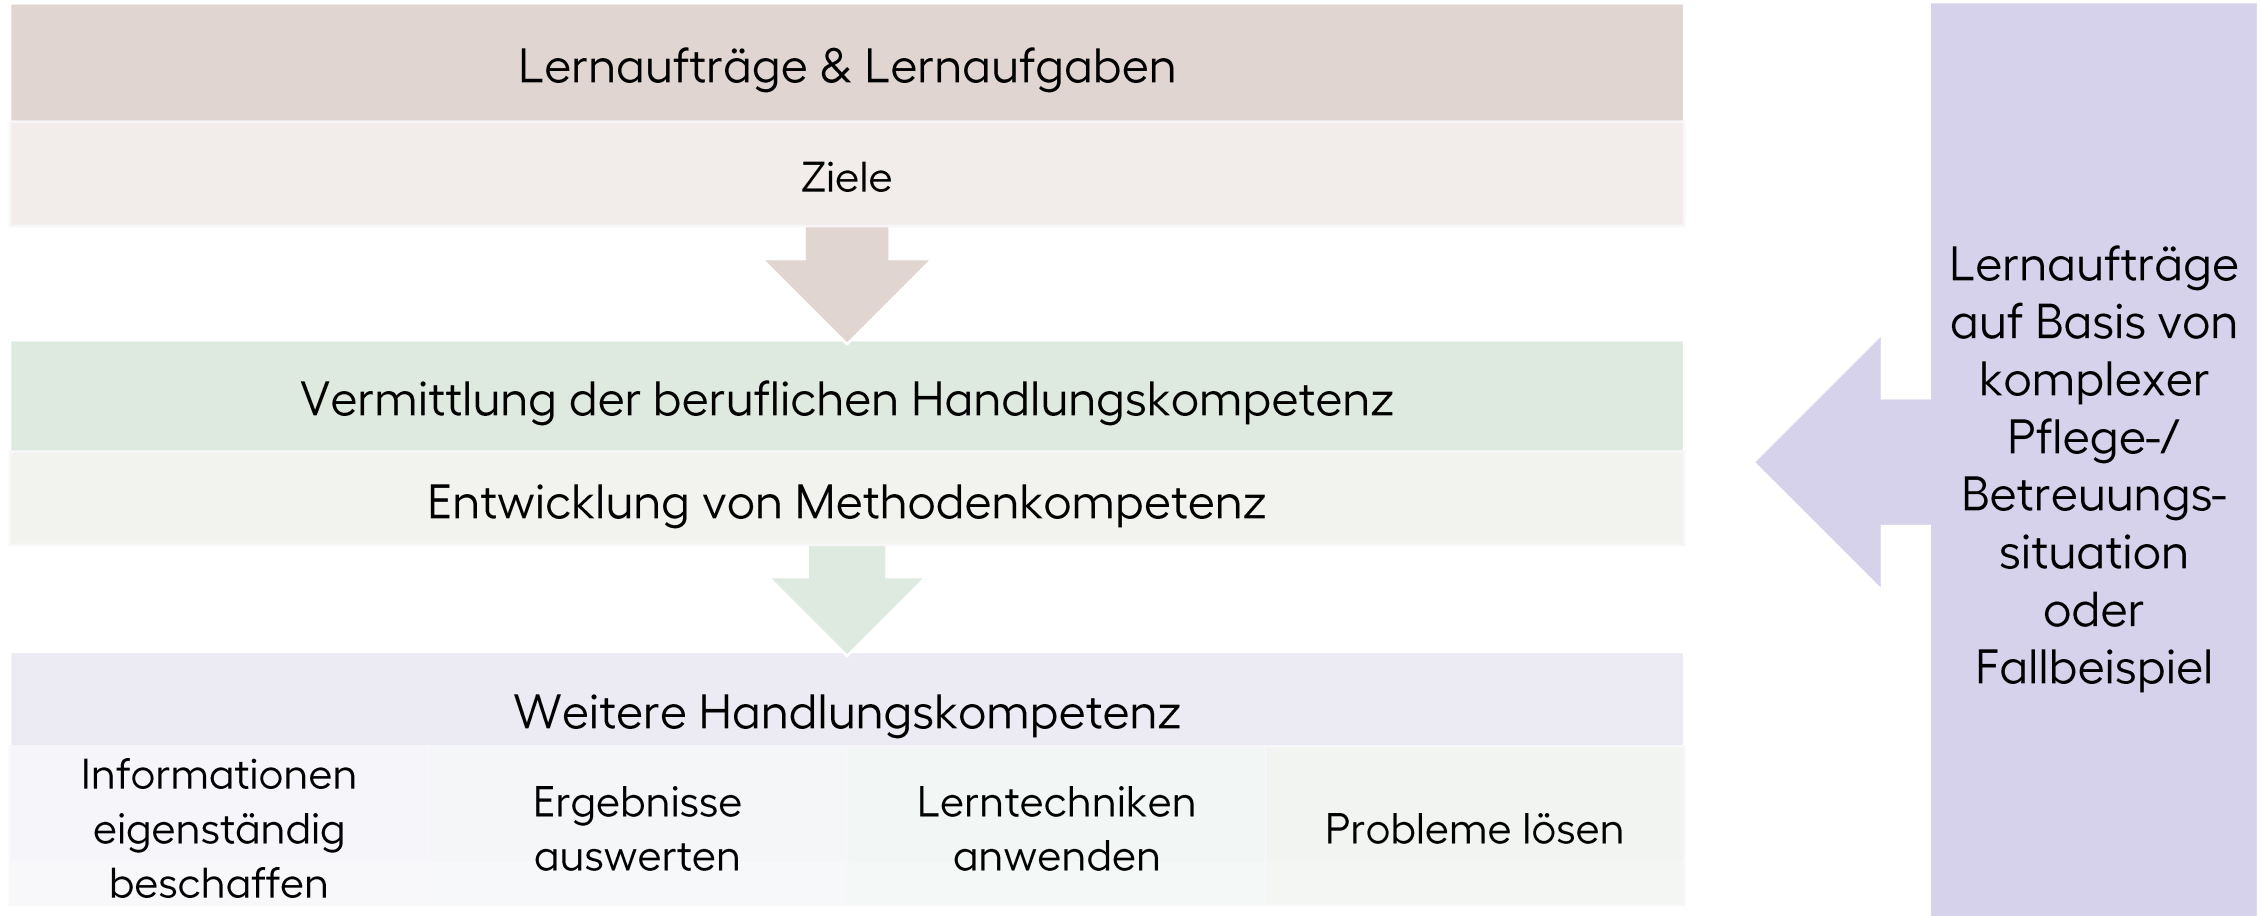 Lernaufträge & Lernaufgaben
Ziele
Vermittlung der beruflichen Handlungskompetenz
Entwicklung von Methodenkompetenz
Weitere Handlungskompetenz
Informationen
eigenständig
beschaffen
Ergebnisse
auswerten
Lerntechniken
anwenden
Probleme lösen
Lernaufträge
auf Basis von
komplexer
Pflege-/
Betreuungs-
situation
oder
Fallbeispiel